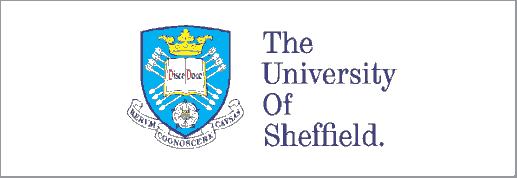 Disce Doce
RERVM COGNOSCERE CAVSAS
The
University
Of
Sheffield.